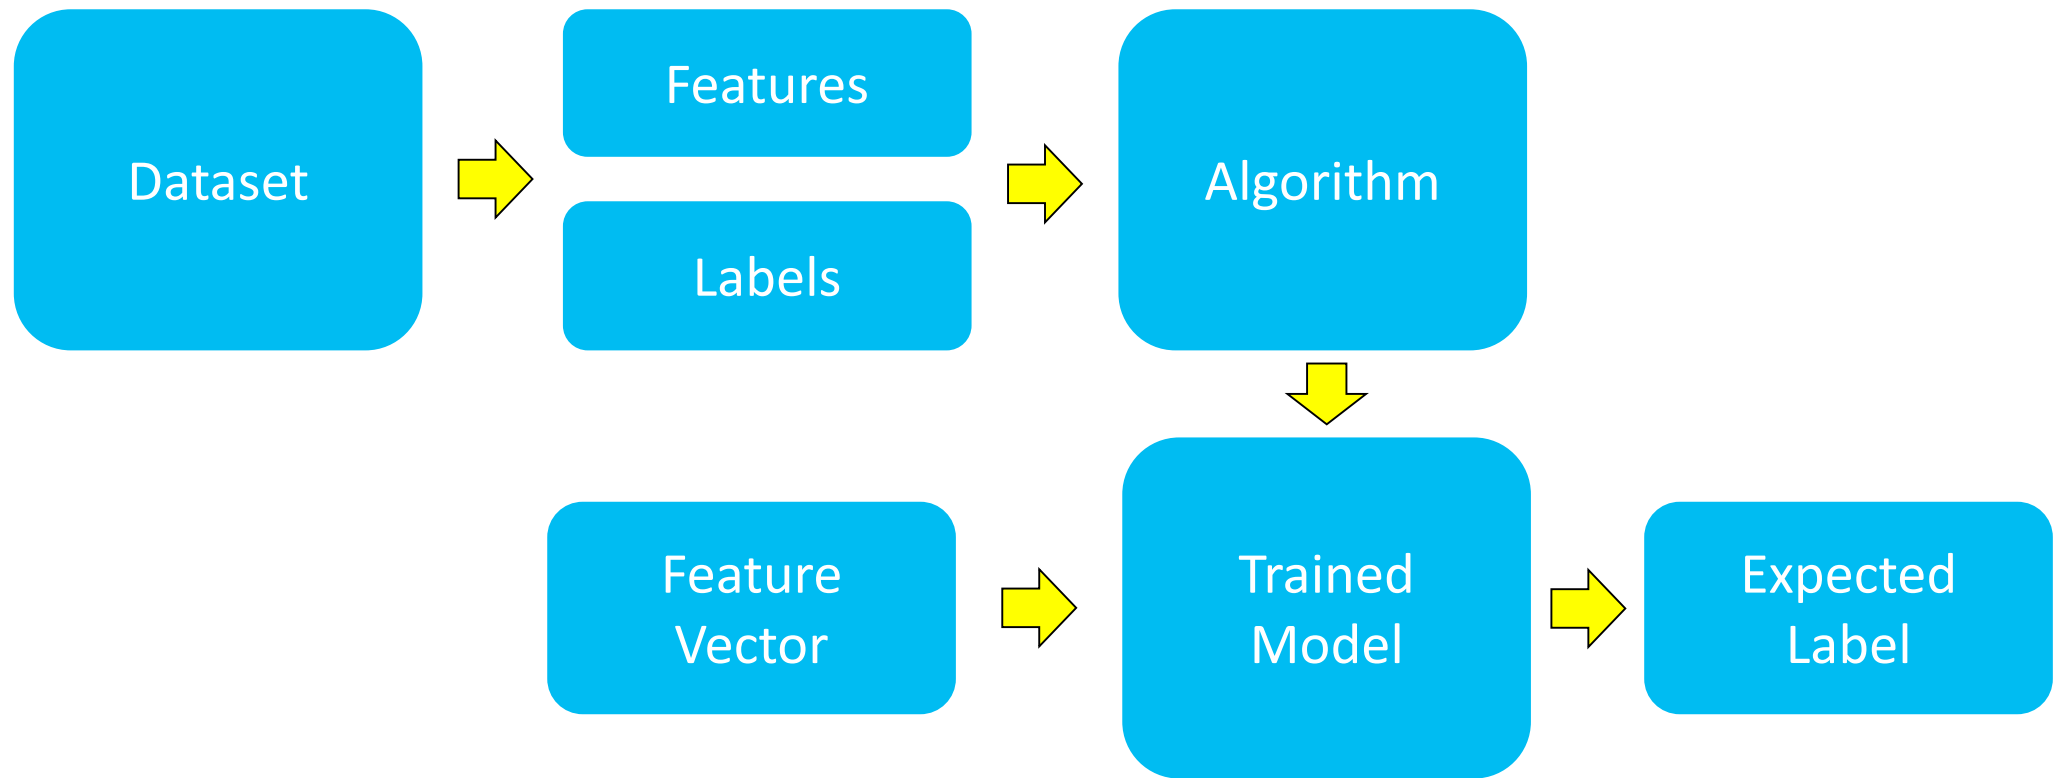 Dataset
Features
Labels
Algorithm
Feature
Vector
Trained
Model
Expected
Label